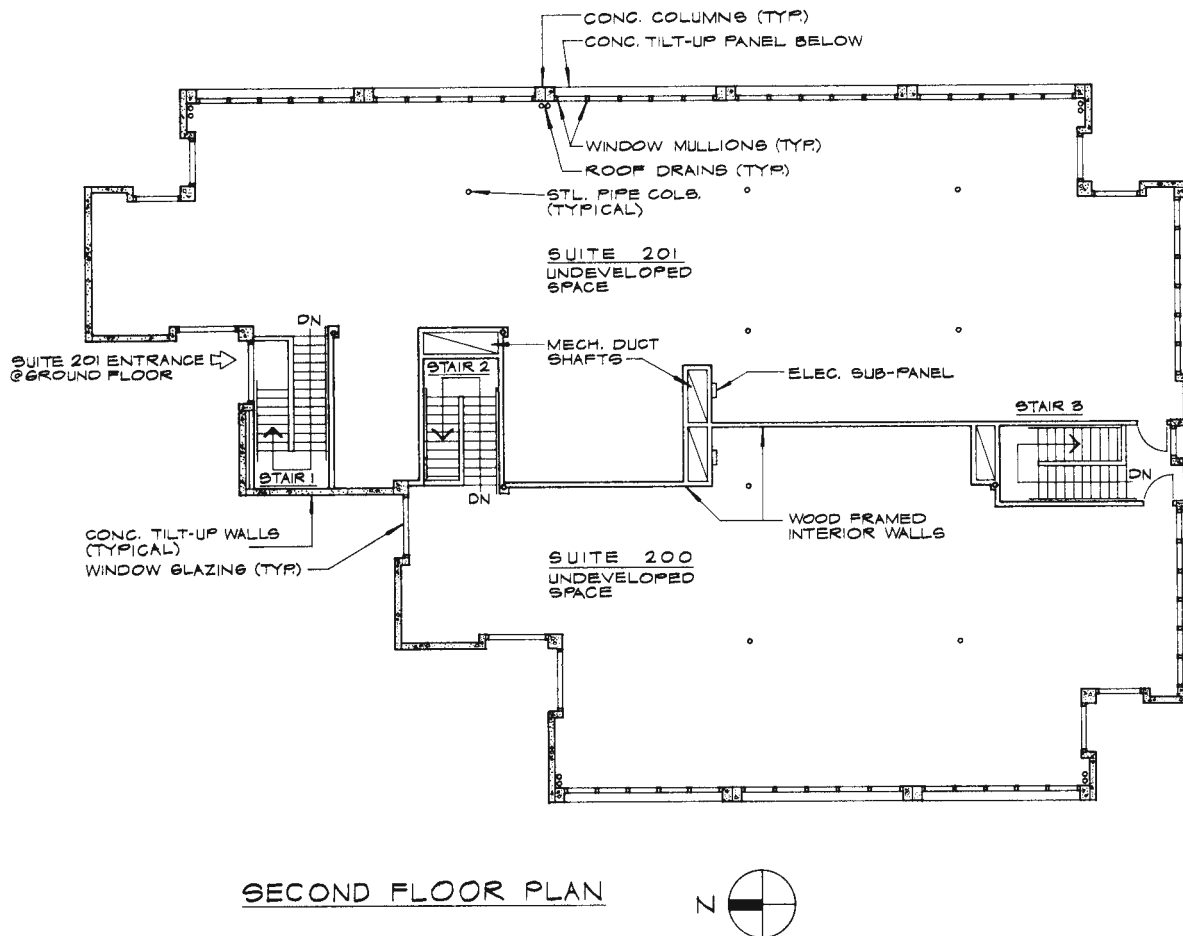 CONC. COLUMNS (TYP.)
CONC. TILT-UP PANEL BELOW
WINDOW MULLIONS (TYP.)
ROOF DRAINS (TYP.)
STL. PIPE COLS.
(TYPICAL)
SUITE 201
UNDEVELOPED
SPACE
DN
SUITE 201 ENTRANCE
@GROUND FLOOR
MECH. DUCT
SHAFTS
STAIR 2
ELEC. SUB-PANEL
STAIR 3
STAIR 1
DN
DN
CONC. TILT-UP WALLS
(TYPICAL)
WINDOW GLAZING (TYP.)
WOOD FRAMED
INTERIOR WALLS
SUITE 200
UNDEVELOPED
SPACE
SECOND FLOOR PLAN
N